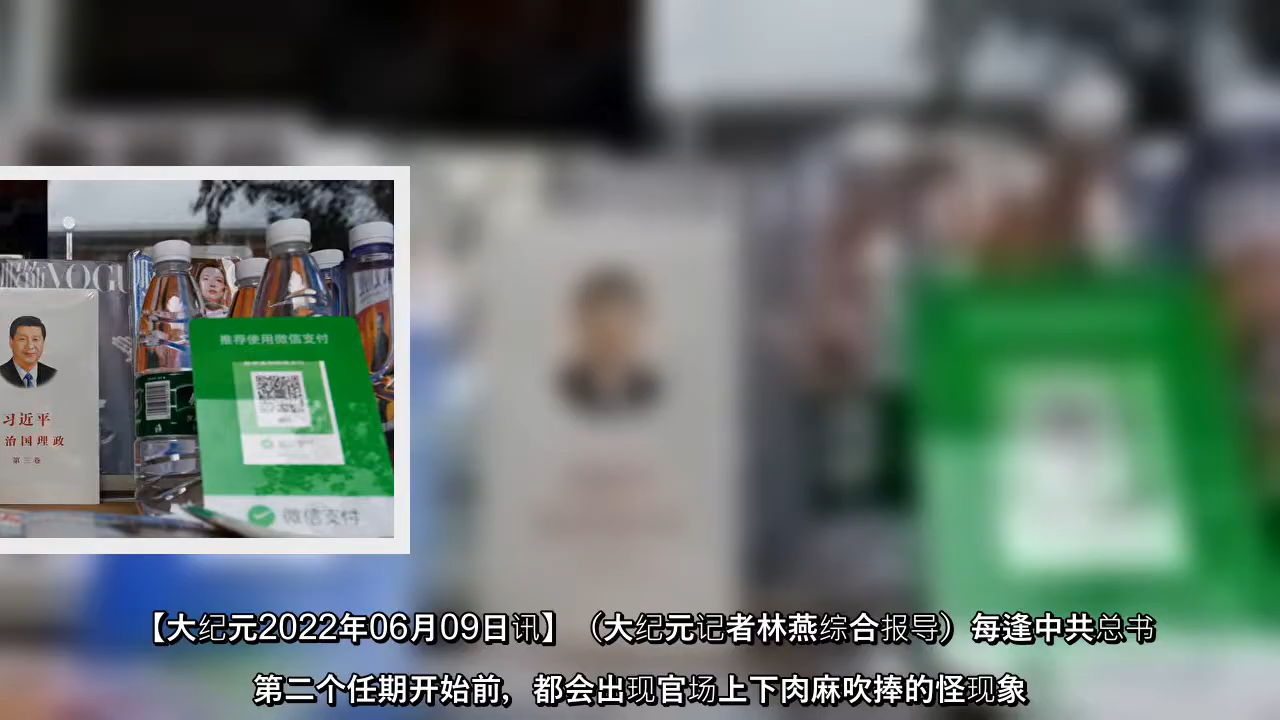 VOGU
推荐使用微信支付
习近平
治国理政
第三卷
微信支付
【大纪元2022年06月09日讯】（大纪元记者林燕综合报导）每逢中共总书
第二个任期开始前，都会出现官场上下肉麻吹捧的怪现象